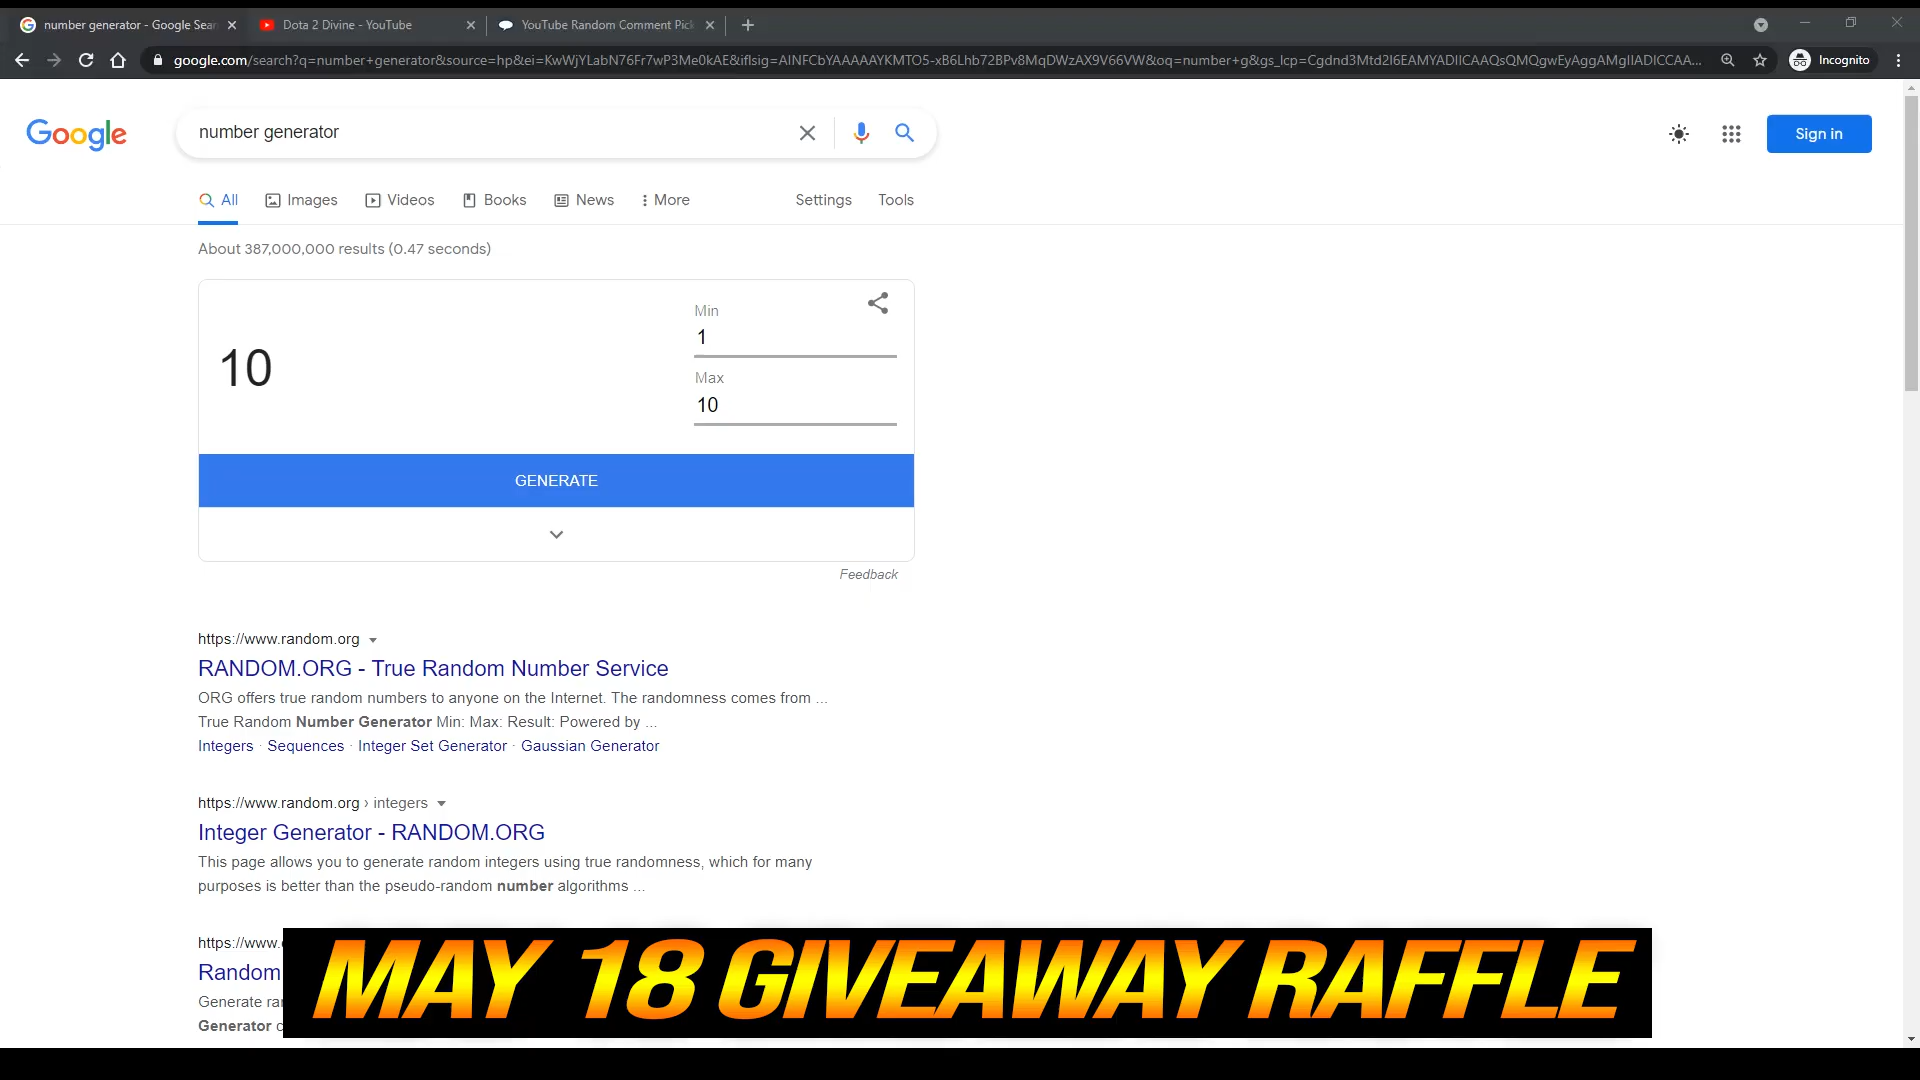 number generator - Google Sear
Dota 2 Divine - YouTube
YouTube Random Comment Pick
google.com/search?q=number+generator&source=hp&ei=KwWjYLabN76Fr7wP3Me0kAE&iflsig=AINFCbYAAAAAYKMTO5-xB6Lhb72BPv8MqDWzAX9V66VW&oq=number+g&gs_lcp=Cgdnd3Mtd2l6EAMYADIICAAQsQMQgwEyAggAMgIIADICCAA...
Incognito
Google
number generator
Sign in
All
Images
Videos
Books
News
More
Settings
Tools
About 387,000,000 results (0.47 seconds)
Min
1
10
Max
10
GENERATE
Feedback
https://www.random.org
RANDOM.ORG - True Random Number Service
ORG offers true random numbers to anyone on the Internet. The randomness comes from ...
True Random Number Generator Min: Max: Result: Powered by ...
Integers · Sequences · Integer Set Generator · Gaussian Generator
https://www.random.org › integers
Integer Generator - RANDOM.ORG
This page allows you to generate random integers using true randomness, which for many
purposes is better than the pseudo-random number algorithms ...
https://www.
Random
Generate
Generator
MAY 18 GIVEAWAY RAFFLE